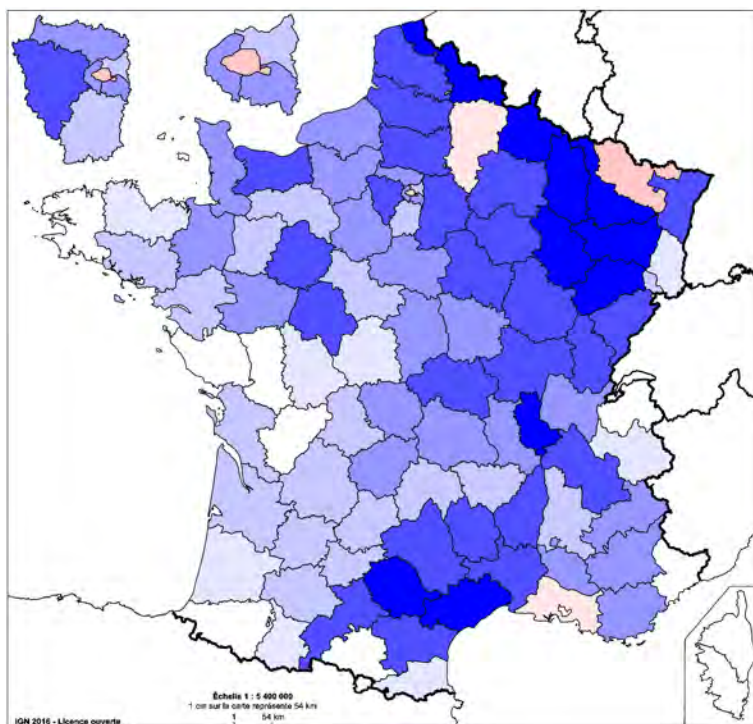 Échelle 1 : 5 400 000
1 cm sur la carte représente 54 km
1 54 km
IGN 2016 - Licence ouverte